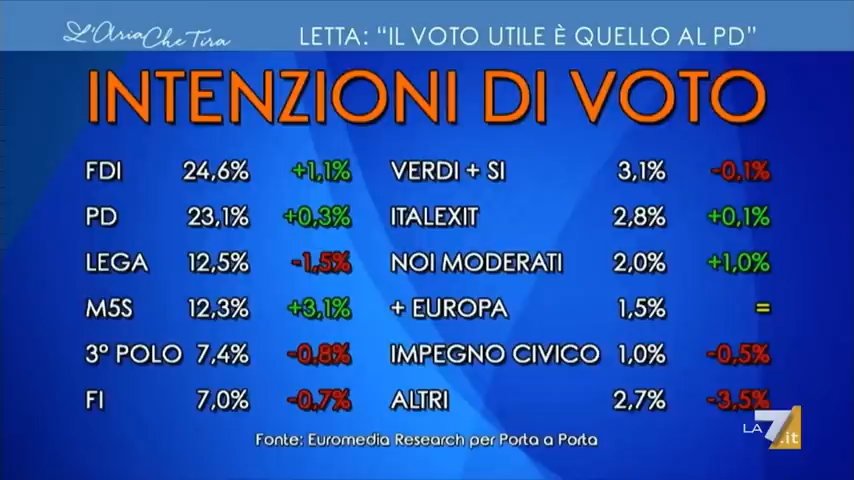 L'Aria Che Tira
LETTA: "IL VOTO UTILE È QUELLO AL PD"
INTENZIONI DI VOTO
FDI 24,6% +1,1%
PD 23,1% +0,3%
LEGA 12,5% -1,5%
M5S 12,3% +3,1%
3° POLO 7,4% -0,8%
FI 7,0% -0,7%
VERDI + SI 3,1% -0,1%
ITALEXIT 2,8% +0,1%
NOI MODERATI 2,0% +1,0%
+ EUROPA 1,5% =
IMPEGNO CIVICO 1,0% -0,5%
ALTRI 2,7% -3,5%
Fonte: Euromedia Research per Porta a Porta
LA7.it